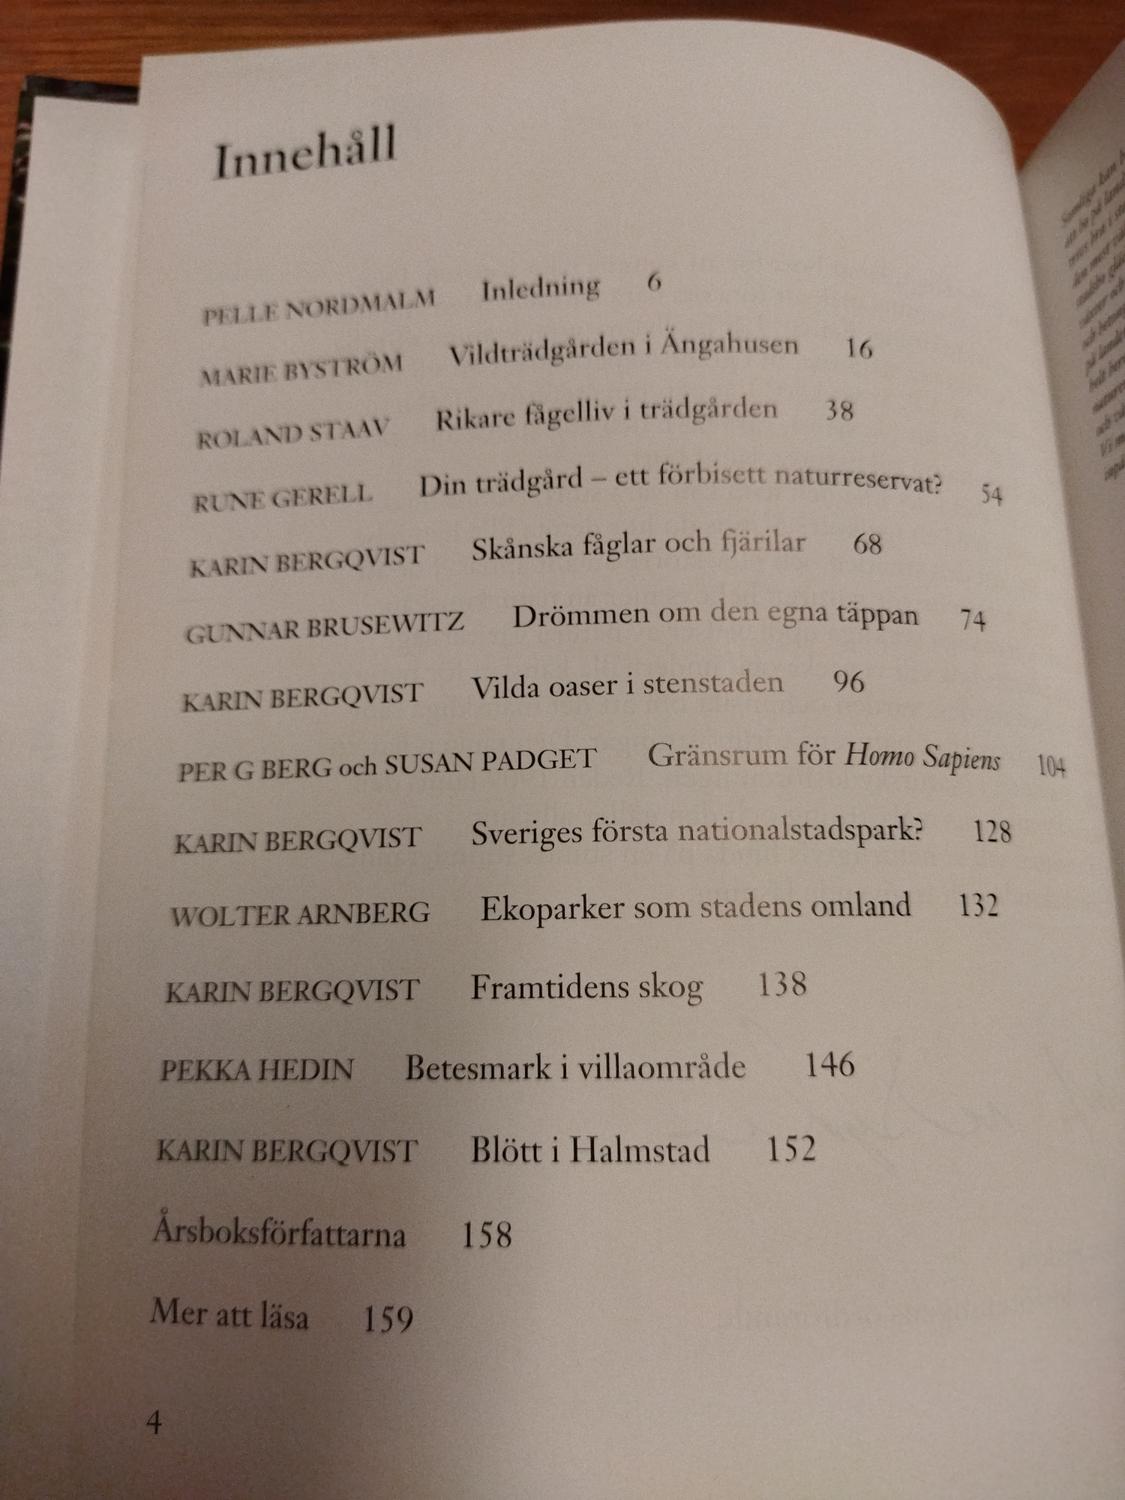 Innehåll
PELLE NORDMALM Inledning 6
MARIE BYSTRÖM Vildträdgården i Ängahusen 16
ROLAND STAAV Rikare fågelliv i trädgården 38
RUNE GERELL Din trädgård – ett förbisett naturreservat? 54
KARIN BERGQVIST Skånska fåglar och fjärilar 68
GUNNAR BRUSEWITZ Drömmen om den egna täppan 74
KARIN BERGQVIST Vilda oaser i stenstaden 96
PER G BERG och SUSAN PADGET Gränsrum för Homo Sapiens 104
KARIN BERGQVIST Sveriges första nationalstadspark? 128
WOLTER ARNBERG Ekoparker som stadens omland 132
KARIN BERGQVIST Framtidens skog 138
PEKKA HEDIN Betesmark i villaområde 146
KARIN BERGQVIST Blött i Halmstad 152
Årsboksförfattarna 158
Mer att läsa 159
4